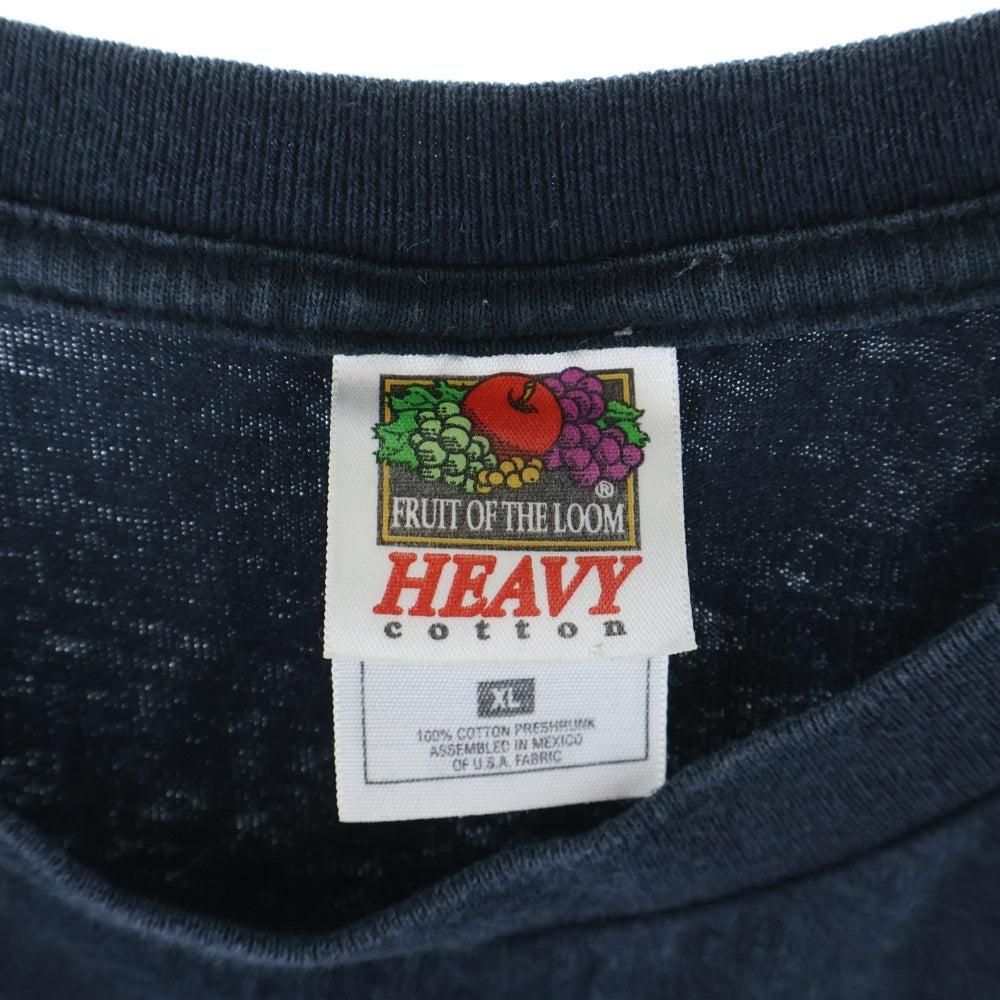 ®
FRUIT OF THE LOOM
HEAVY
cotton
XL
100% COTTON PRESHRUNK
ASSEMBLED IN MEXICO
OF U.S.A. FABRIC